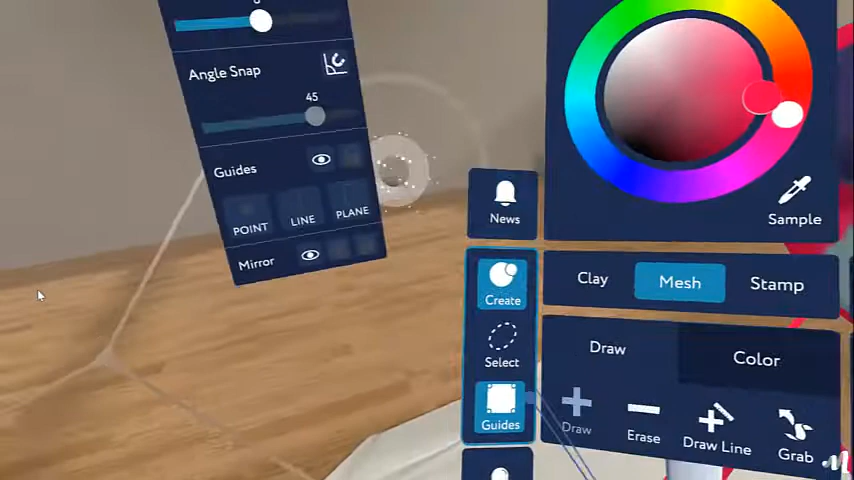 Angle Snap
45
Guides
POINT
LINE
PLANE
Mirror
News
Sample
Create
Clay
Mesh
Stamp
Select
Draw
Color
Guides
Draw
Erase
Draw Line
Grab